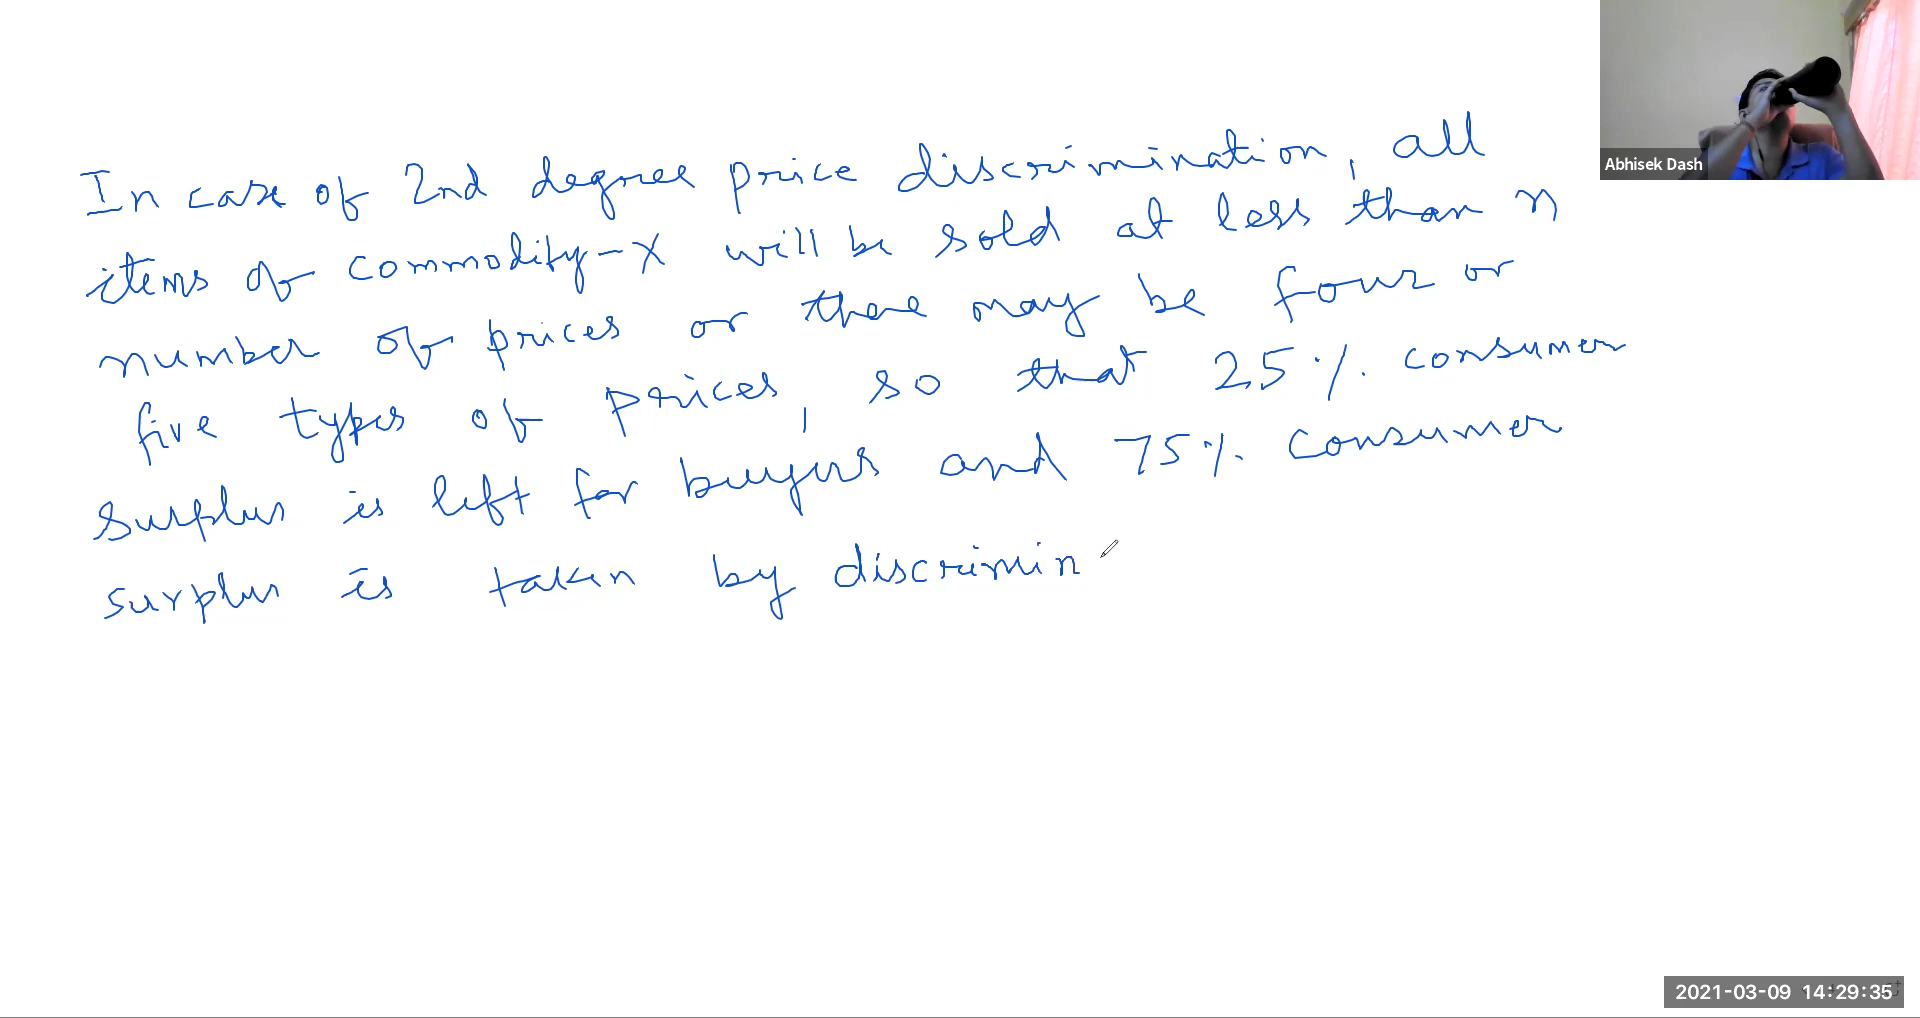 In case of 2nd degree price discrimination, all
items of commodity-X will be sold at less than n
number of prices or there may be four or
five types of prices, so that 25% consumer
surplus is left for buyers and 75% consumer
surplus is taken by discrimin
Abhisek Dash
2021-03-09 14:29:35